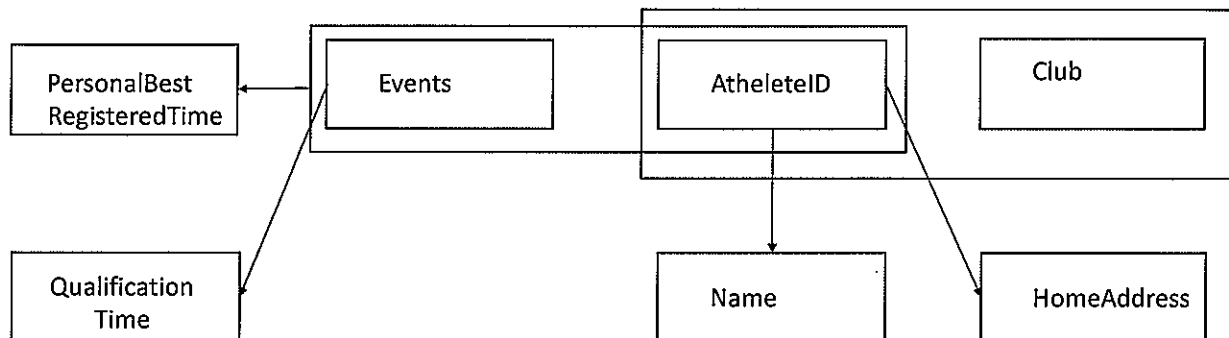 PersonalBest
RegisteredTime
Events
AtheleteID
Club
Qualification
Time
Name
HomeAddress